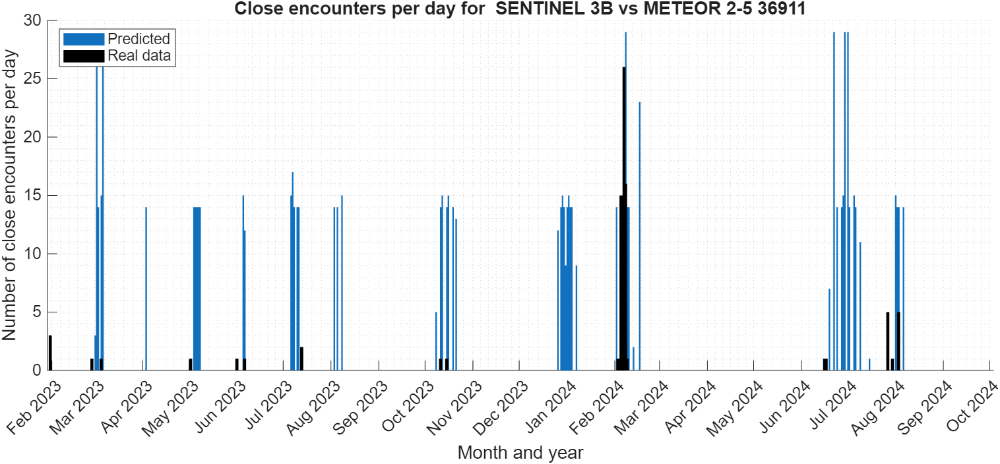 Close encounters per day for  SENTINEL 3B vs METEOR 2-5 36911
Predicted
Real data
Number of close encounters per day
30
25
20
15
10
5
0
Feb 2023
Mar 2023
Apr 2023
May 2023
Jun 2023
Jul 2023
Aug 2023
Sep 2023
Oct 2023
Nov 2023
Dec 2023
Jan 2024
Feb 2024
Mar 2024
Apr 2024
May 2024
Jun 2024
Jul 2024
Aug 2024
Sep 2024
Oct 2024
Month and year